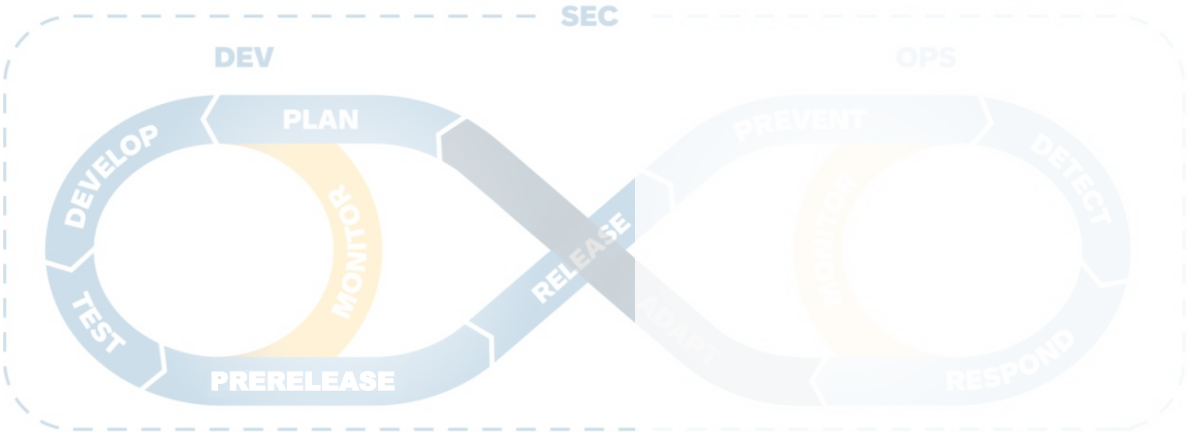 SEC
DEV
OPS
PLAN
PREVENT
DEVELOP
DETECT
MONITOR
MONITOR
RELEASE
TEST
ADAPT
RESPOND
PRERELEASE